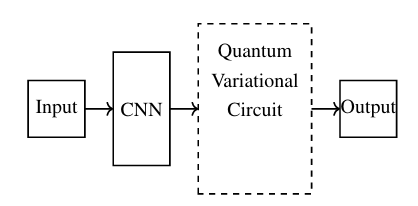 Input
CNN
Quantum
Variational
Circuit
Output